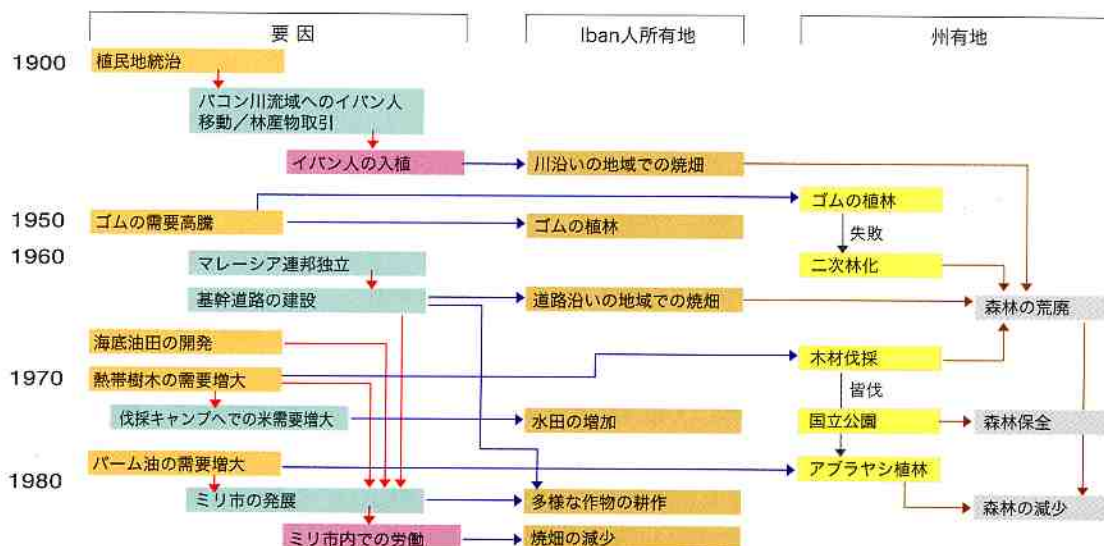 要因
Iban人所有地
州有地
1900
植民地統治
バコン川流域へのイバン人
移動／林産物取引
イバン人の入植
川沿いの地域での焼畑
ゴムの植林
1950
ゴムの需要高騰
ゴムの植林
失敗
1960
マレーシア連邦独立
二次林化
基幹道路の建設
道路沿いの地域での焼畑
森林の荒廃
海底油田の開発
木材伐採
1970
熱帯樹木の需要増大
皆伐
伐採キャンプへでの米需要増大
水田の増加
国立公園
森林保全
パーム油の需要増大
アブラヤシ植林
1980
ミリ市の発展
多様な作物の耕作
森林の減少
ミリ市内での労働
焼畑の減少